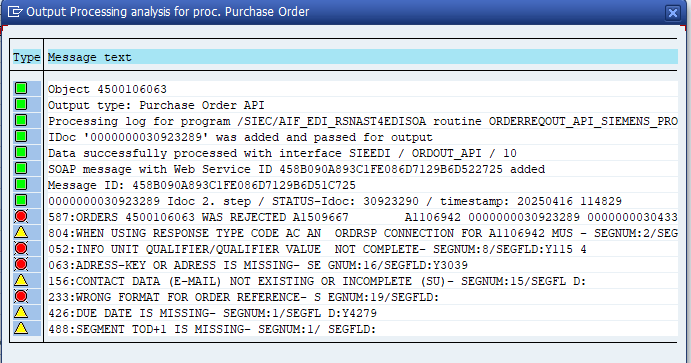 Output Processing analysis for proc. Purchase Order
Type Message text
Object 4500106063
Output type: Purchase Order API
Processing log for program /SIEC/AIF_EDI_RSNAST4EDISOA routine ORDERREQOUT_API_SIEMENS_PRO
IDoc '0000000030923289' was added and passed for output
Data successfully processed with interface SIEEDI / ORDOUT_API / 10
SOAP message with Web Service ID 458B090A893C1FE086D7129B6D522725 added
Message ID: 458B090A893C1FE086D7129B6D51C725
0000000030923289 Idoc 2. step / STATUS-Idoc: 30923290 / timestamp: 20250416 114829
587:ORDERS 4500106063 WAS REJECTED A1509667 A1106942 0000000030923289 0000000030433
804:WHEN USING RESPONSE TYPE CODE AC AN ORDRSP CONNECTION FOR A1106942 MUS - SEGNUM:2/SEG
052:INFO UNIT QUALIFIER/QUALIFIER VALUE NOT COMPLETE- SEGNUM:8/SEGFLD:Y115 4
063:ADRESS-KEY OR ADRESS IS MISSING- SE GNUM:16/SEGFLD:Y3039
156:CONTACT DATA (E-MAIL) NOT EXISTING OR INCOMPLETE (SU)- SEGNUM:15/SEGFL D:
233:WRONG FORMAT FOR ORDER REFERENCE- S EGNUM:19/SEGFLD:
426:DUE DATE IS MISSING- SEGNUM:1/SEGFL D:Y4279
488:SEGMENT TOD+1 IS MISSING- SEGNUM:1/ SEGFLD: